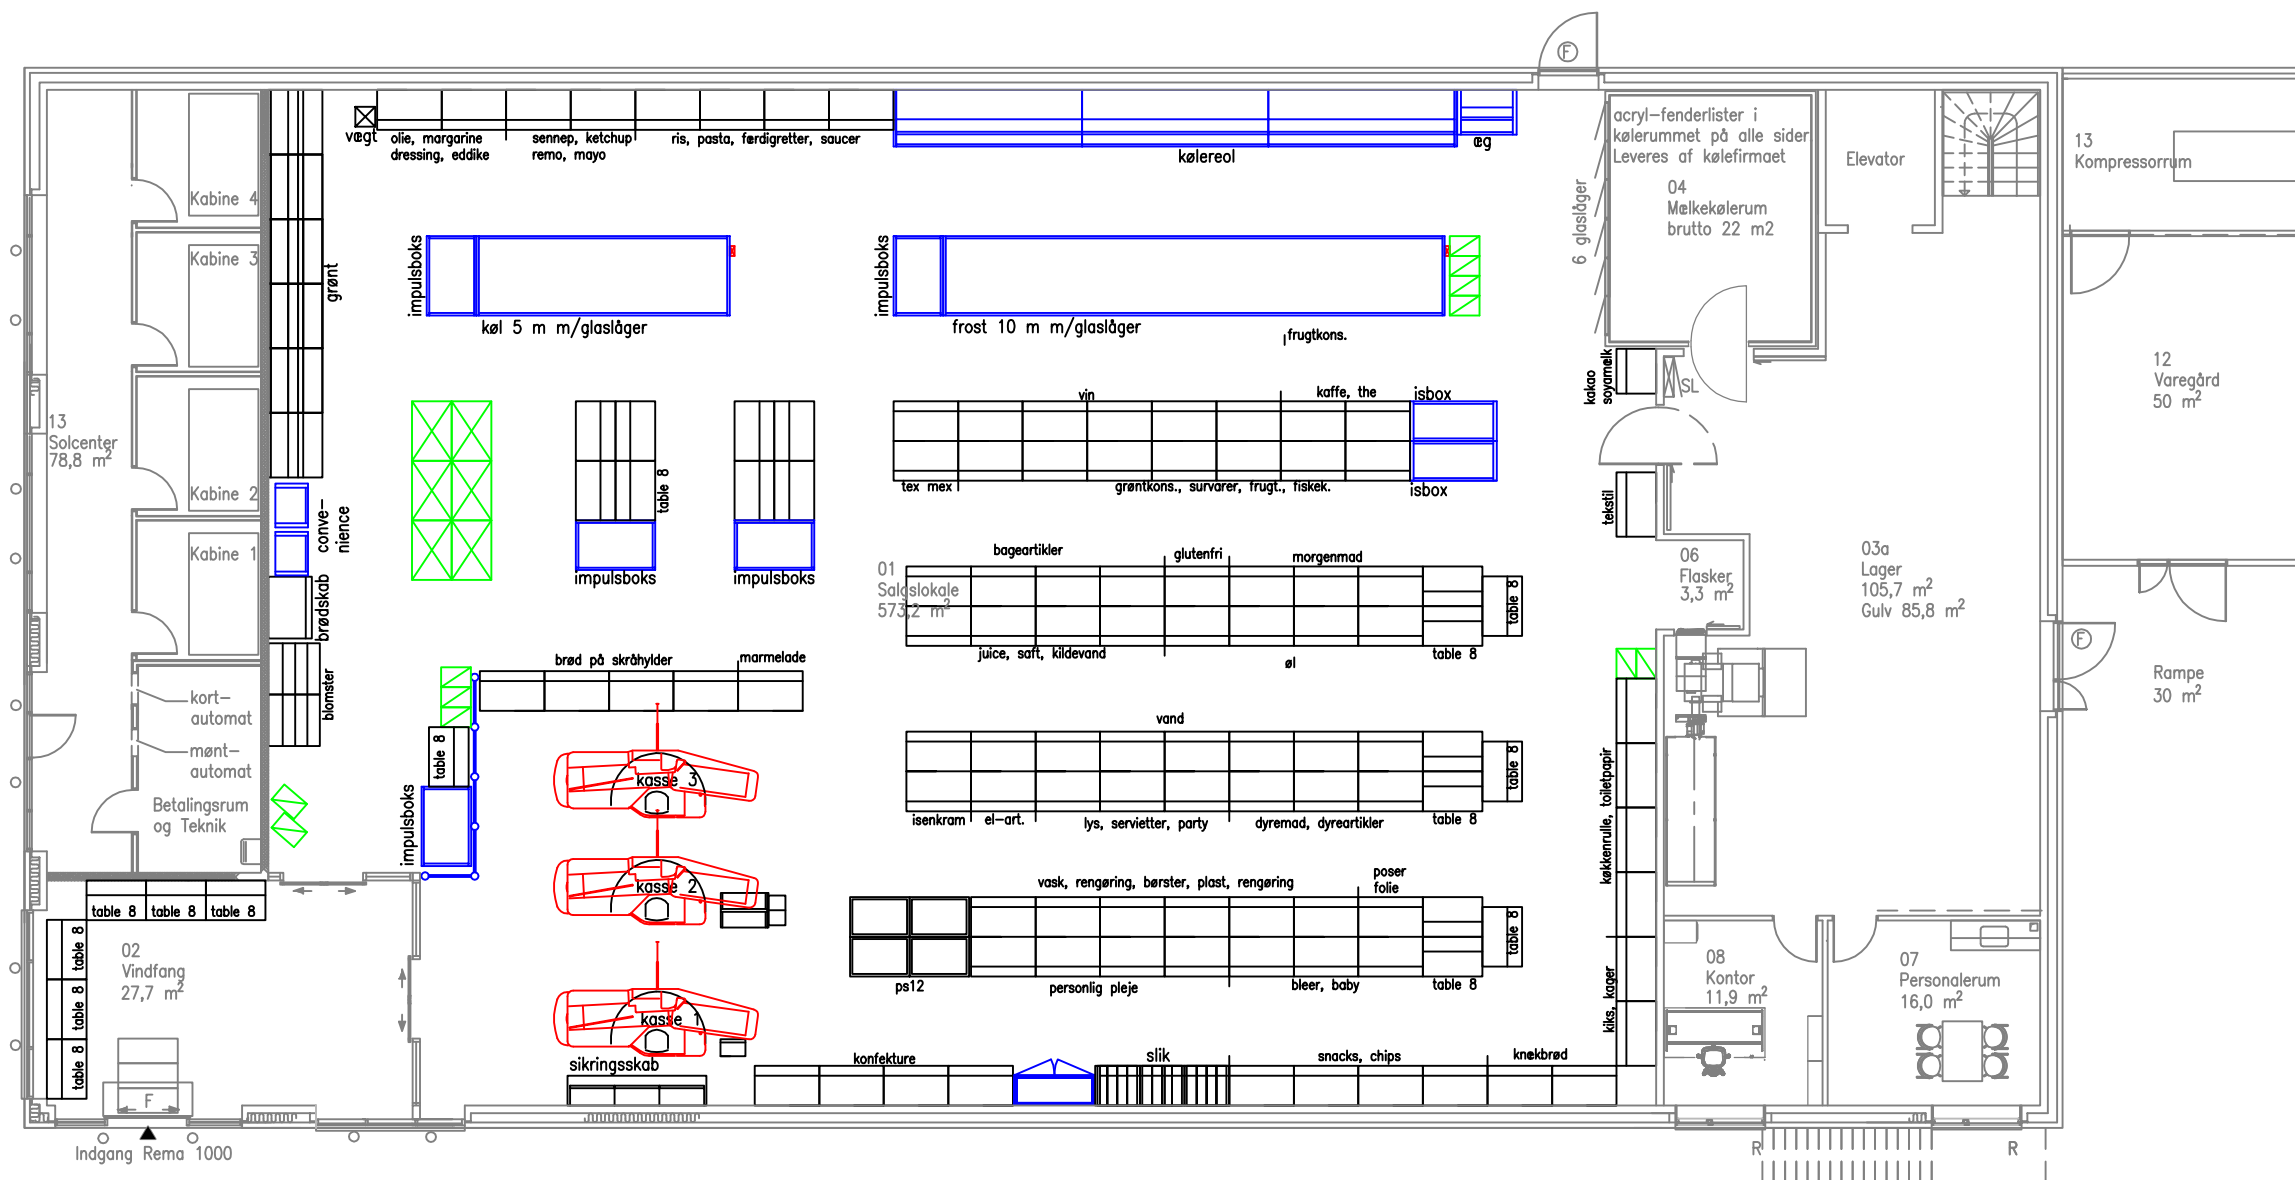 F
acryl-fenderlister i
kølerummet på alle sider
Leveres af kølefirmaet
04
Mælkekølerum
brutto 22 m2
6 glaslåger
Elevator
13
Kompressorrum
vægt
olie, margarine
dressing, eddike
sennep, ketchup
remo, mayo
ris, pasta, færdigretter, saucer
kølereol
æg
Kabine 4
Kabine 3
Kabine 2
Kabine 1
grønt
impulsboks
køl 5 m m/glaslåger
impulsboks
frost 10 m m/glaslåger
frugtkons.
13
Solcenter
78,8 m²
conve-
nience
brødskab
blomster
table 8
impulsboks
impulsboks
vin
kaffe, the
isbox
tex mex
grøntkons., survarer, frugt., fiskek.
isbox
kakao
soyamælk
SL
tekstil
12
Varegård
50 m²
01
Salgslokale
573,2 m²
bageartikler
glutenfri
morgenmad
table 8
juice, saft, kildevand
øl
table 8
06
Flasker
3,3 m²
03a
Lager
105,7 m²
Gulv 85,8 m²
F
Rampe
30 m²
kort-
automat
mønt-
automat
Betalingsrum
og Teknik
brød på skråhylder
marmelade
table 8
impulsboks
kasse 3
kasse 2
kasse 1
vand
table 8
isenkram
el-art.
lys, servietter, party
dyremad, dyreartikler
table 8
køkkenrulle, toiletpapir
kiks, kager
vask, rengøring, børster, plast, rengøring
poser
folie
table 8
ps12
personlig pleje
bleer, baby
table 8
table 8
table 8
table 8
table 8
table 8
table 8
02
Vindfang
27,7 m²
F
sikringsskab
konfekture
slik
snacks, chips
knækbrød
08
Kontor
11,9 m²
07
Personalerum
16,0 m²
Indgang Rema 1000
R
R